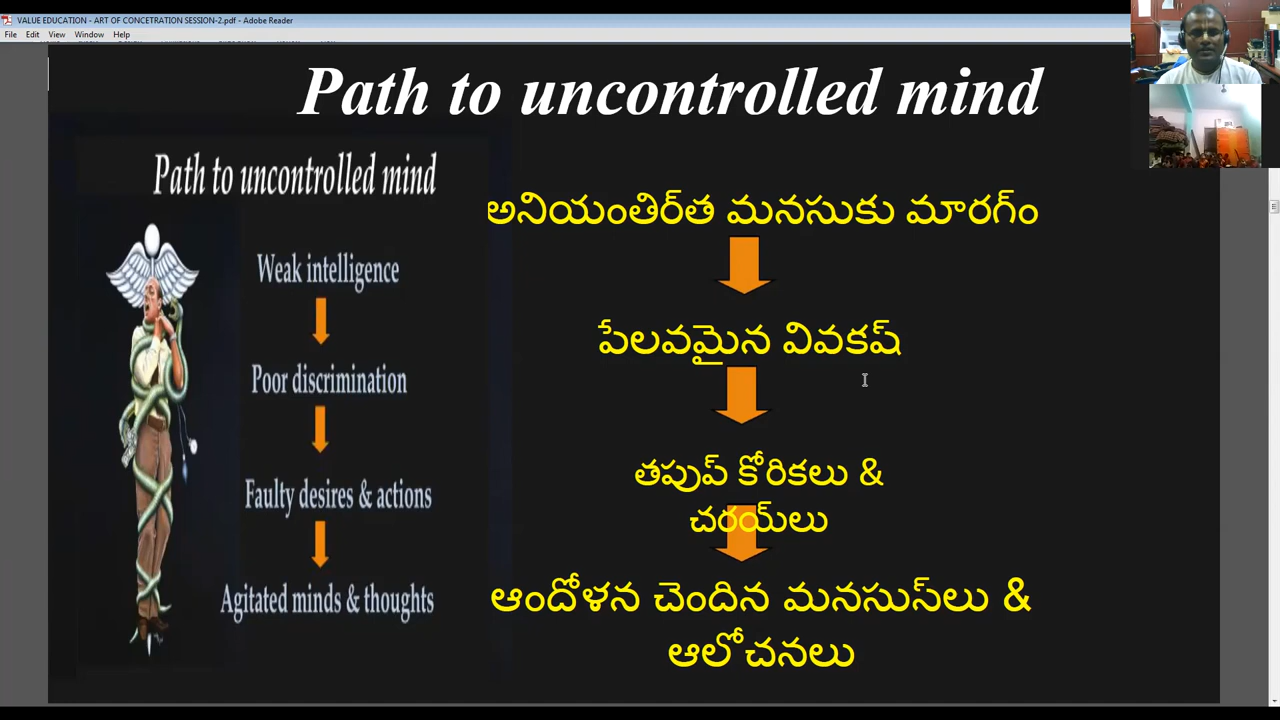 VALUE EDUCATION - ART OF CONCETRATION SESSION-2.pdf - Adobe Reader
File Edit View Window Help
Path to uncontrolled mind
Path to uncontrolled mind
Weak intelligence
Poor discrimination
Faulty desires & actions
Agitated minds & thoughts
అనియంతిర్త మనసుకు మారగ్ం
పేలవమైన వివకష్
తపుప్ కోరికలు &
చరయ్‌లు
ఆందోళన చెందిన మనసుస్‌లు &
ఆలోచనలు